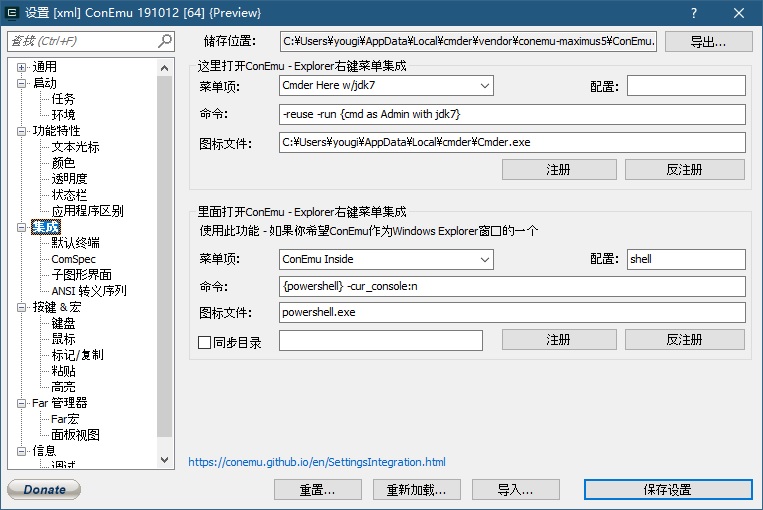 设置 [xml] ConEmu 191012 [64] {Preview}
查找 (Ctrl+F)
储存位置: C:¥Users¥yougi¥AppData¥Local¥cmder¥vendor¥conemu-maximus5¥ConEmu. 导出...
通用
启动
任务
环境
功能特性
文本光标
颜色
透明度
状态栏
应用程序区别
集成
默认终端
ComSpec
子图形界面
ANSI 转义序列
按键 & 宏
键盘
鼠标
标记/复制
粘贴
高亮
Far 管理器
Far宏
面板视图
信息
调试
这里打开ConEmu - Explorer右键菜单集成
菜单项: Cmder Here w/jdk7 配置:
命令: -reuse -run {cmd as Admin with jdk7}
图标文件: C:¥Users¥yougi¥AppData¥Local¥cmder¥Cmder.exe
注册 反注册
里面打开ConEmu - Explorer右键菜单集成
使用此功能 - 如果你希望ConEmu作为Windows Explorer窗口的一个
菜单项: ConEmu Inside 配置: shell
命令: {powershell} -cur_console:n
图标文件: powershell.exe
同步目录 注册 反注册
https://conemu.github.io/en/SettingsIntegration.html
Donate 重置... 重新加载... 导入... 保存设置